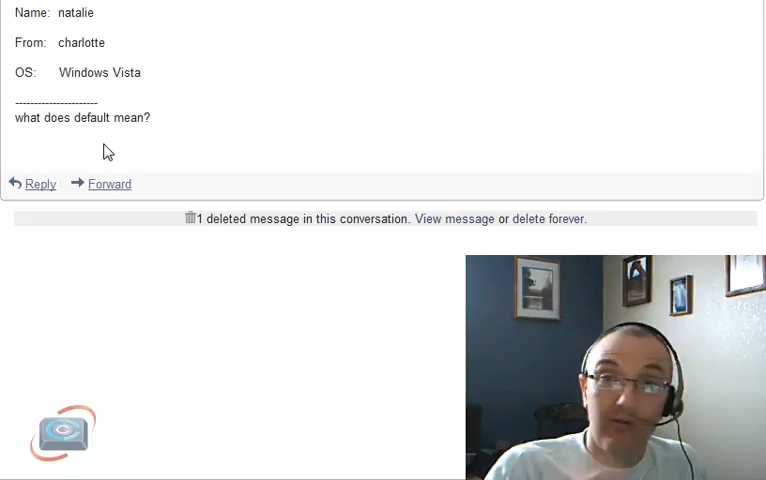 Name: natalie
From: charlotte
OS: Windows Vista
----------------------
what does default mean?
Reply Forward
1 deleted message in this conversation. View message or delete forever.